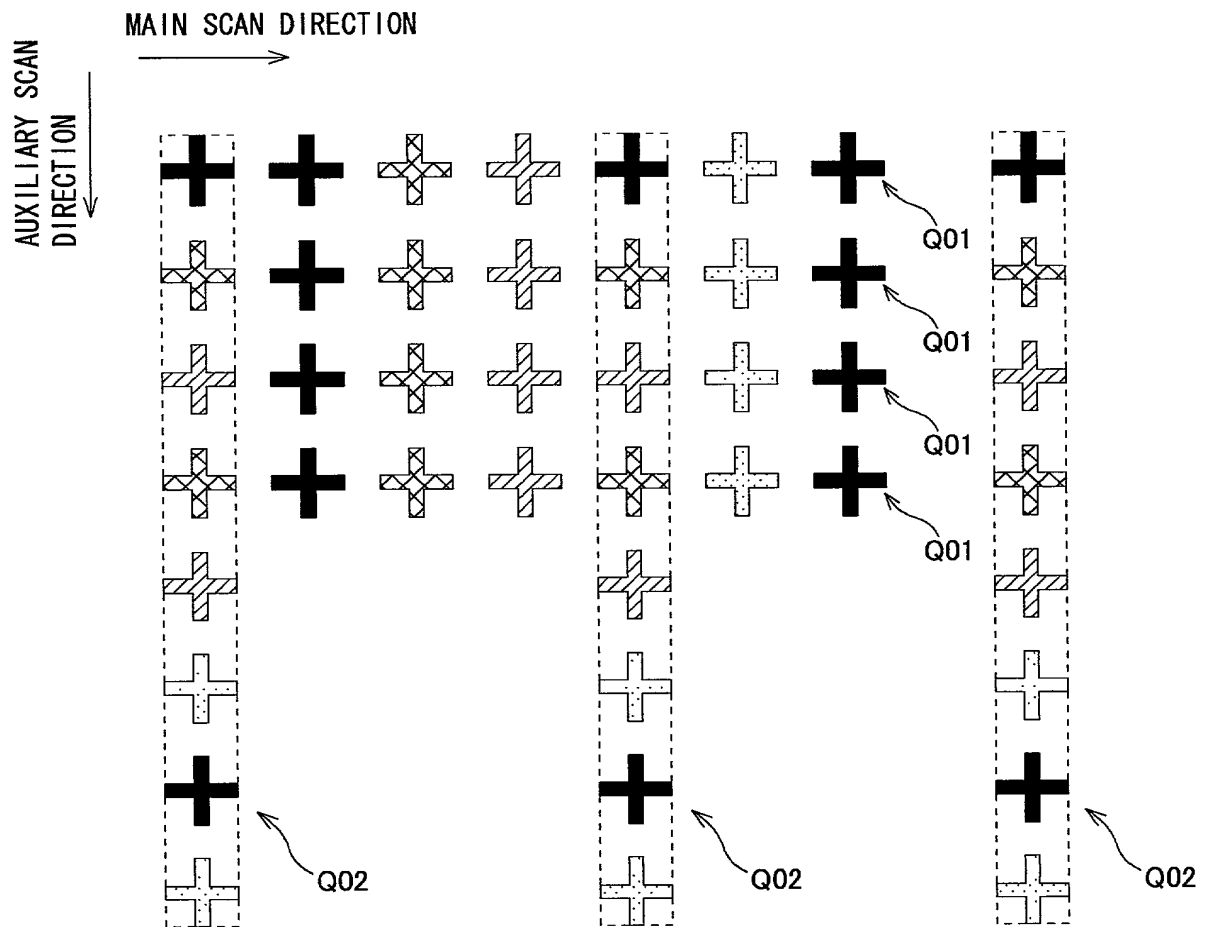 MAIN SCAN DIRECTION
AUXILIARY SCAN
DIRECTION
Q01
Q01
Q01
Q01
Q02
Q02
Q02